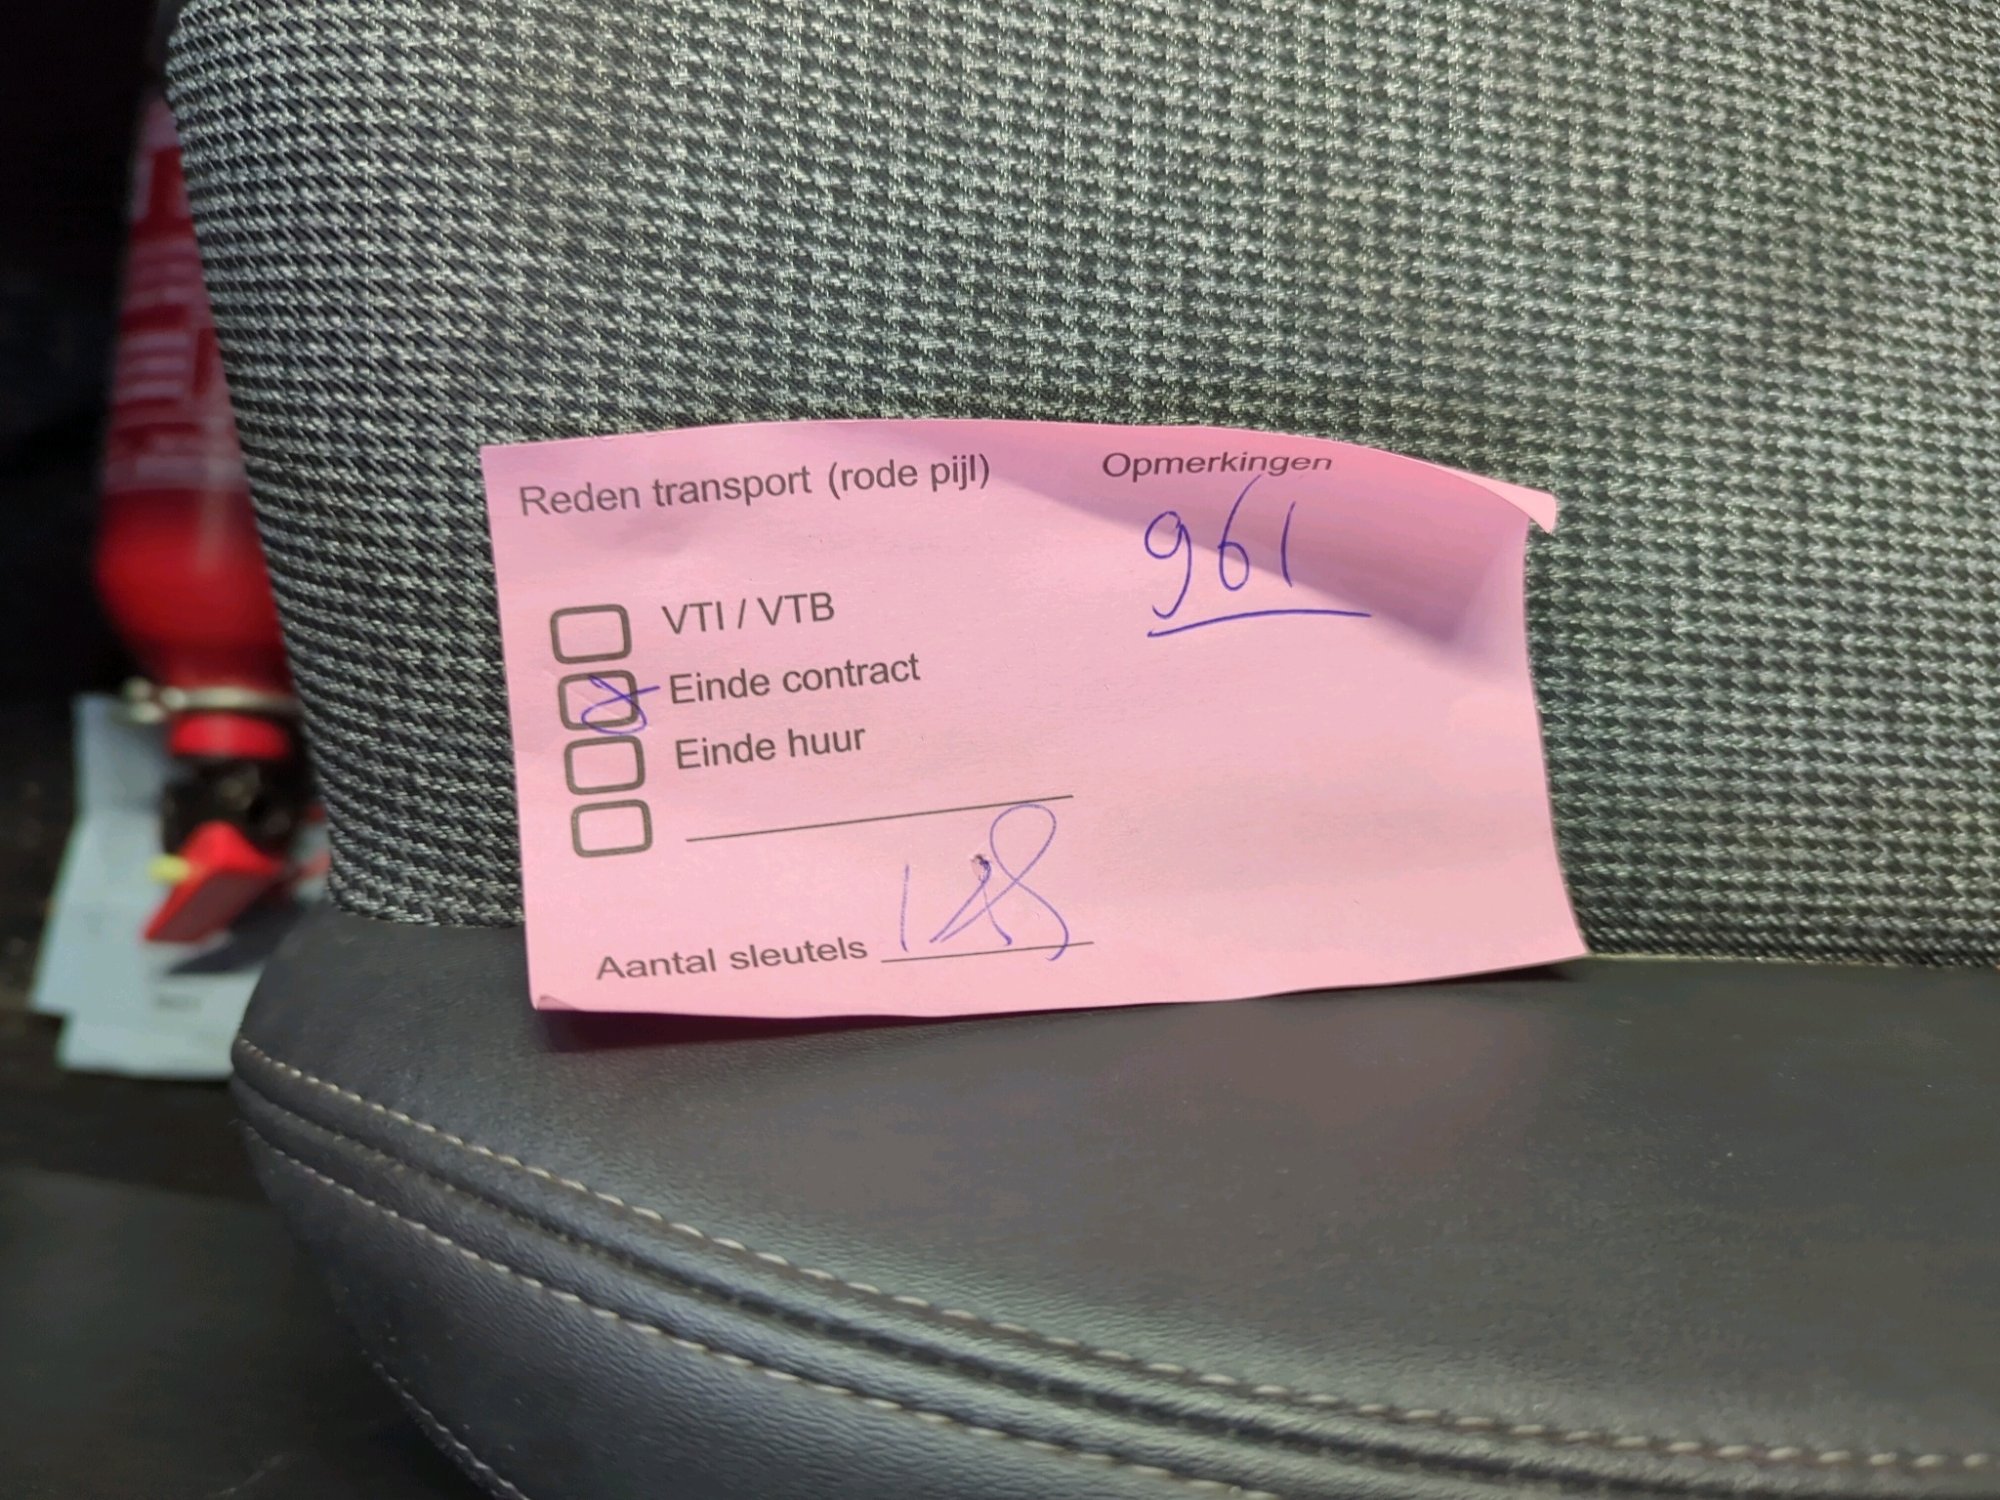 Reden transport (rode pijl)
Opmerkingen
961
VTI / VTB
Einde contract
Einde huur
Aantal sleutels